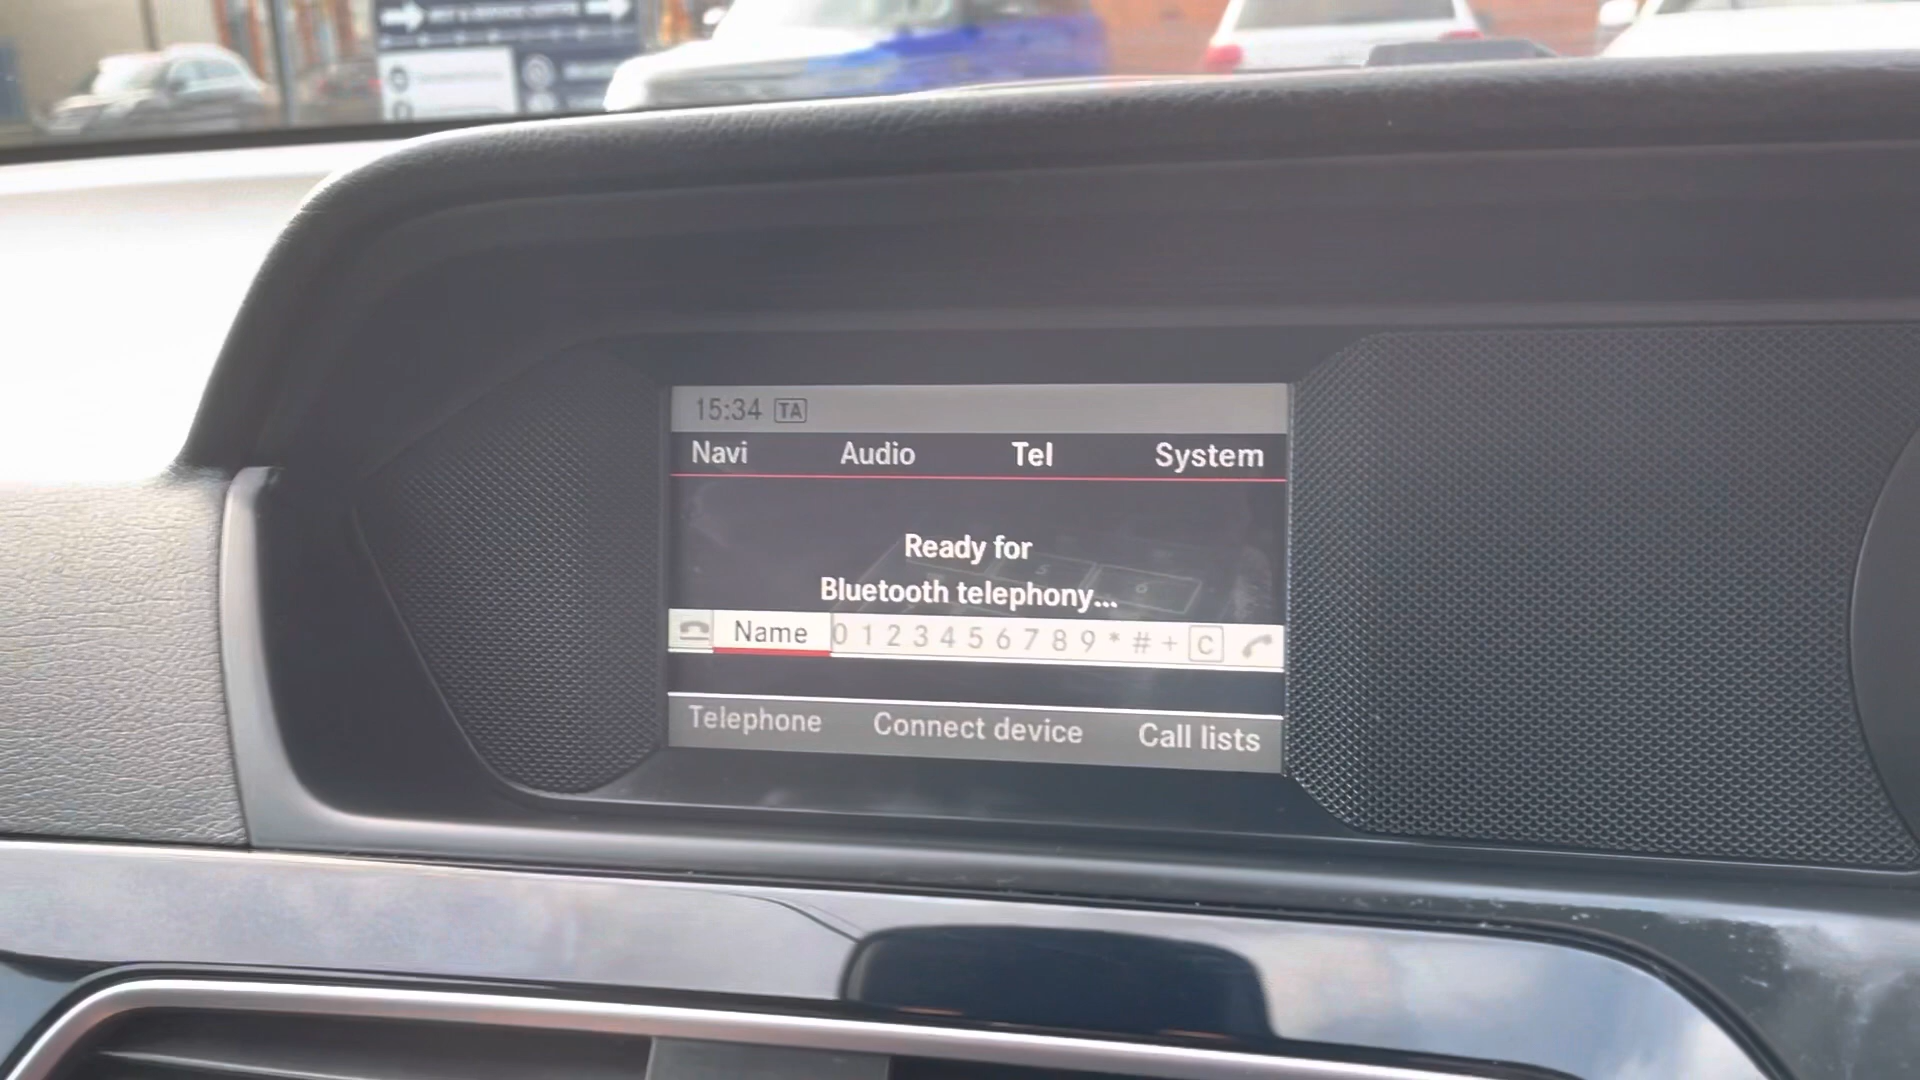 15:34 TA
Navi Audio Tel System
Ready for
Bluetooth telephony...
Name 0 1 2 3 4 5 6 7 8 9 * # + C
Telephone Connect device Call lists